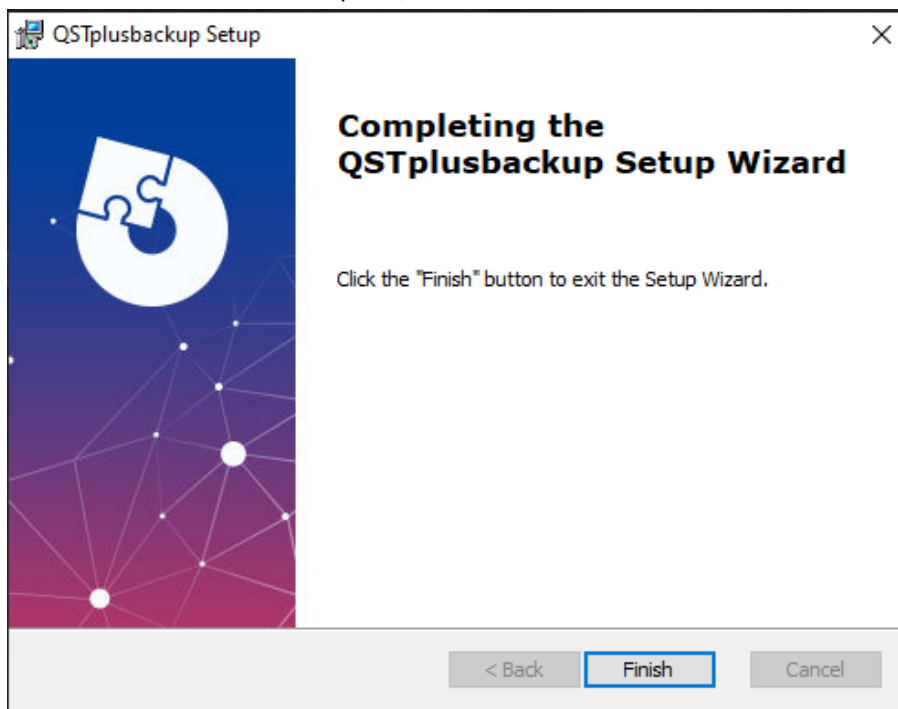 QSTplusbackup Setup
Completing the
QSTplusbackup Setup Wizard
Click the "Finish" button to exit the Setup Wizard.
< Back Finish Cancel